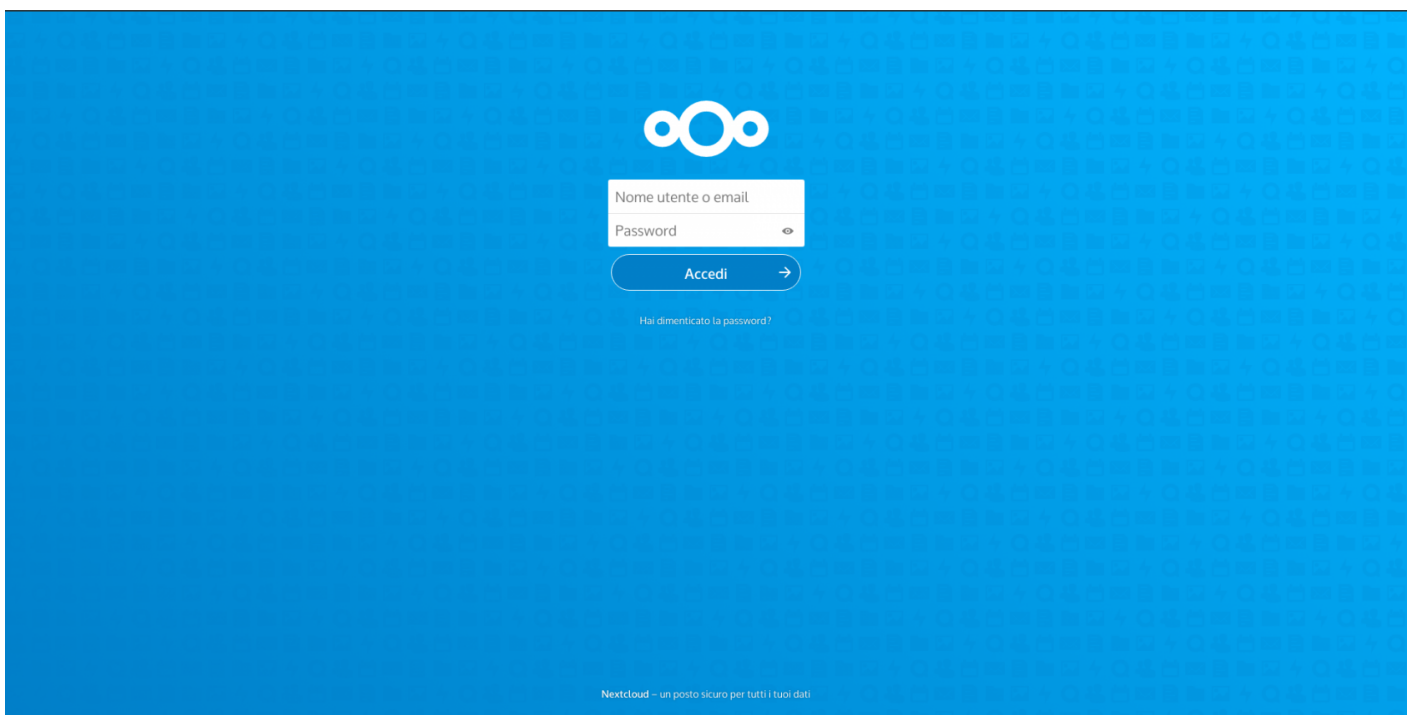 Nome utente o email
Password
Accedi
Hai dimenticato la password?
Nextcloud – un posto sicuro per tutti i tuoi dati